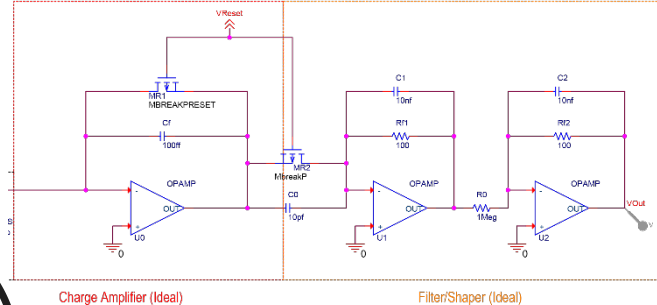 VReset
MR1
MBREAKPRESET
Cf
100ff
OPAMP
-
+
OUT
U0
0
MR2
MbreakP
C0
10pf
C1
10nf
Rf1
100
OPAMP
-
+
OUT
U1
0
R0
1Meg
C2
10nf
Rf2
100
OPAMP
-
+
OUT
U2
0
VOut
Charge Amplifier (Ideal)
Filter/Shaper (Ideal)